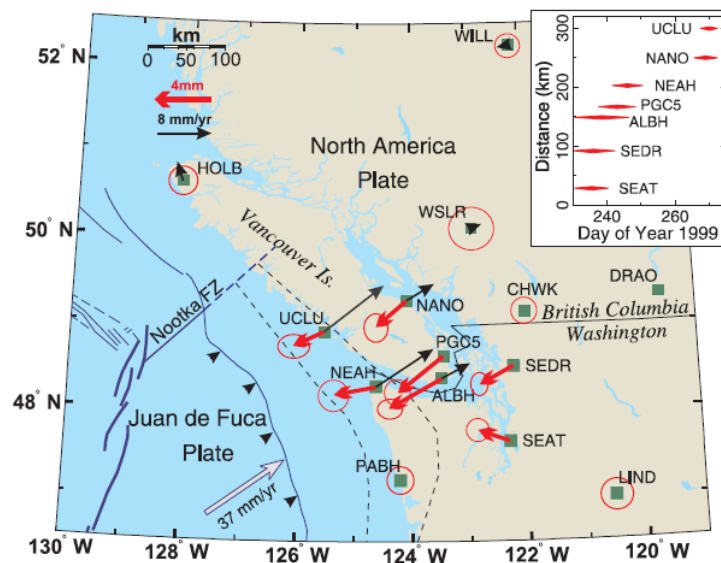 52° N
50° N
48° N
km
0 50 100
4mm
8 mm/yr
WILL
HOLB
North America
Plate
WSLR
Vancouver Is.
Nootka FZ
UCLU
NANO
CHWK
DRAO
British Columbia
Washington
PGC5
NEAH
ALBH
SEDR
Juan de Fuca
Plate
SEAT
PABH
LIND
37 mm/yr
130° W
128° W
126° W
124° W
122° W
120° W
300
200
100
0
Distance (km)
UCLU
NANO
NEAH
PGC5
ALBH
SEDR
SEAT
240
270
Day of Year 1999